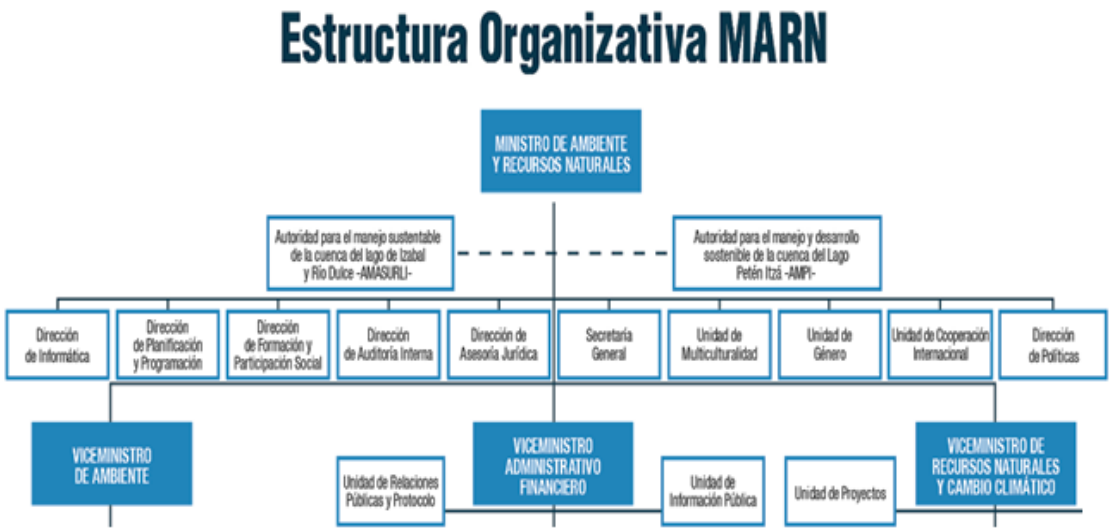 Estructura Organizativa MARN
MINISTRO DE AMBIENTE
Y RECURSOS NATURALES
Autoridad para el manejo sustentable
de la cuenca del lago de Izabal
y Río Dulce -AMASURLI-
Autoridad para el manejo y desarrollo
sostenible de la cuenca del Lago
Petén Itzá -AMPI-
Dirección
de Informática
Dirección
de Planificación
y Programación
Dirección
de Formación y
Participación Social
Dirección
de Auditoría Interna
Dirección de
Asesoría Jurídica
Secretaría
General
Unidad de
Multiculturalidad
Unidad de
Género
Unidad de Cooperación
Internacional
Dirección
de Políticas
VICEMINISTRO
DE AMBIENTE
Unidad de Relaciones
Públicas y Protocolo
VICEMINISTRO
ADMINISTRATIVO
FINANCIERO
Unidad de
Información Pública
Unidad de Proyectos
VICEMINISTRO DE
RECURSOS NATURALES
Y CAMBIO CLIMÁTICO